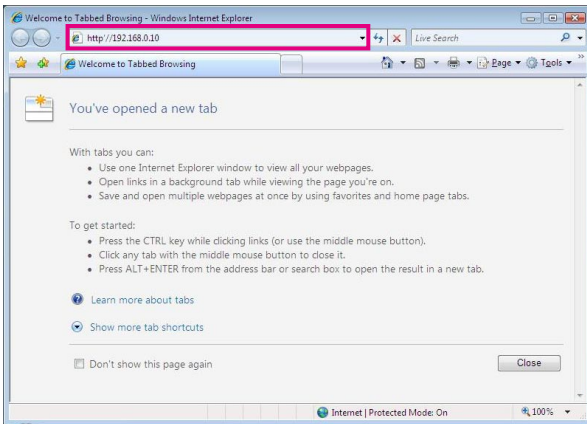 Welcome to Tabbed Browsing - Windows Internet Explorer
http://192.168.0.10
Live Search
Welcome to Tabbed Browsing
Page
Tools
You've opened a new tab
With tabs you can:
Use one Internet Explorer window to view all your webpages.
Open links in a background tab while viewing the page you're on.
Save and open multiple webpages at once by using favorites and home page tabs.
To get started:
Press the CTRL key while clicking links (or use the middle mouse button).
Click any tab with the middle mouse button to close it.
Press ALT+ENTER from the address bar or search box to open the result in a new tab.
Learn more about tabs
Show more tab shortcuts
Don't show this page again
Close
Internet | Protected Mode: On
100%